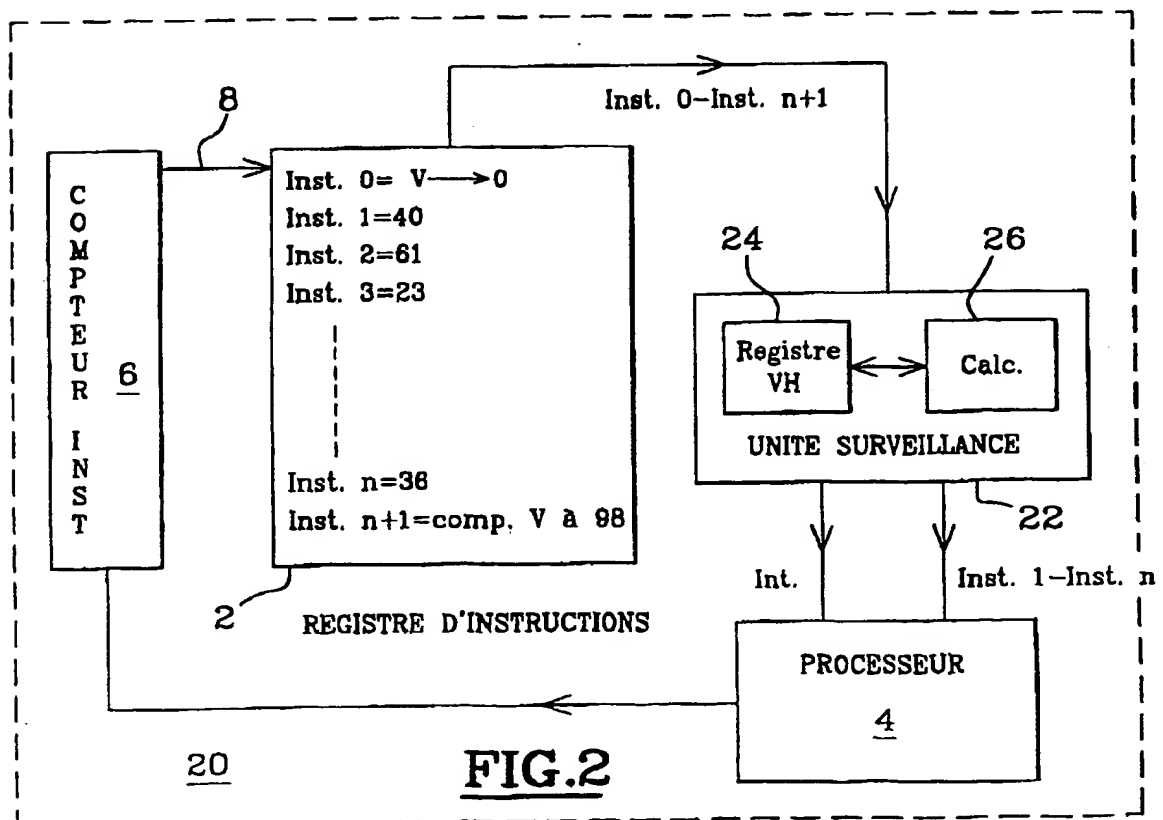 8
Inst. 0-Inst. n+1
COMPTEUR INST
6
Inst. 0= V→0
Inst. 1=40
Inst. 2=61
Inst. 3=23
Inst. n=36
Inst. n+1=comp. V à 98
2
REGISTRE D'INSTRUCTIONS
24
26
Registre
VH
Calc.
UNITE SURVEILLANCE
22
Int.
Inst. 1-Inst. n
PROCESSEUR
4
20
FIG.2